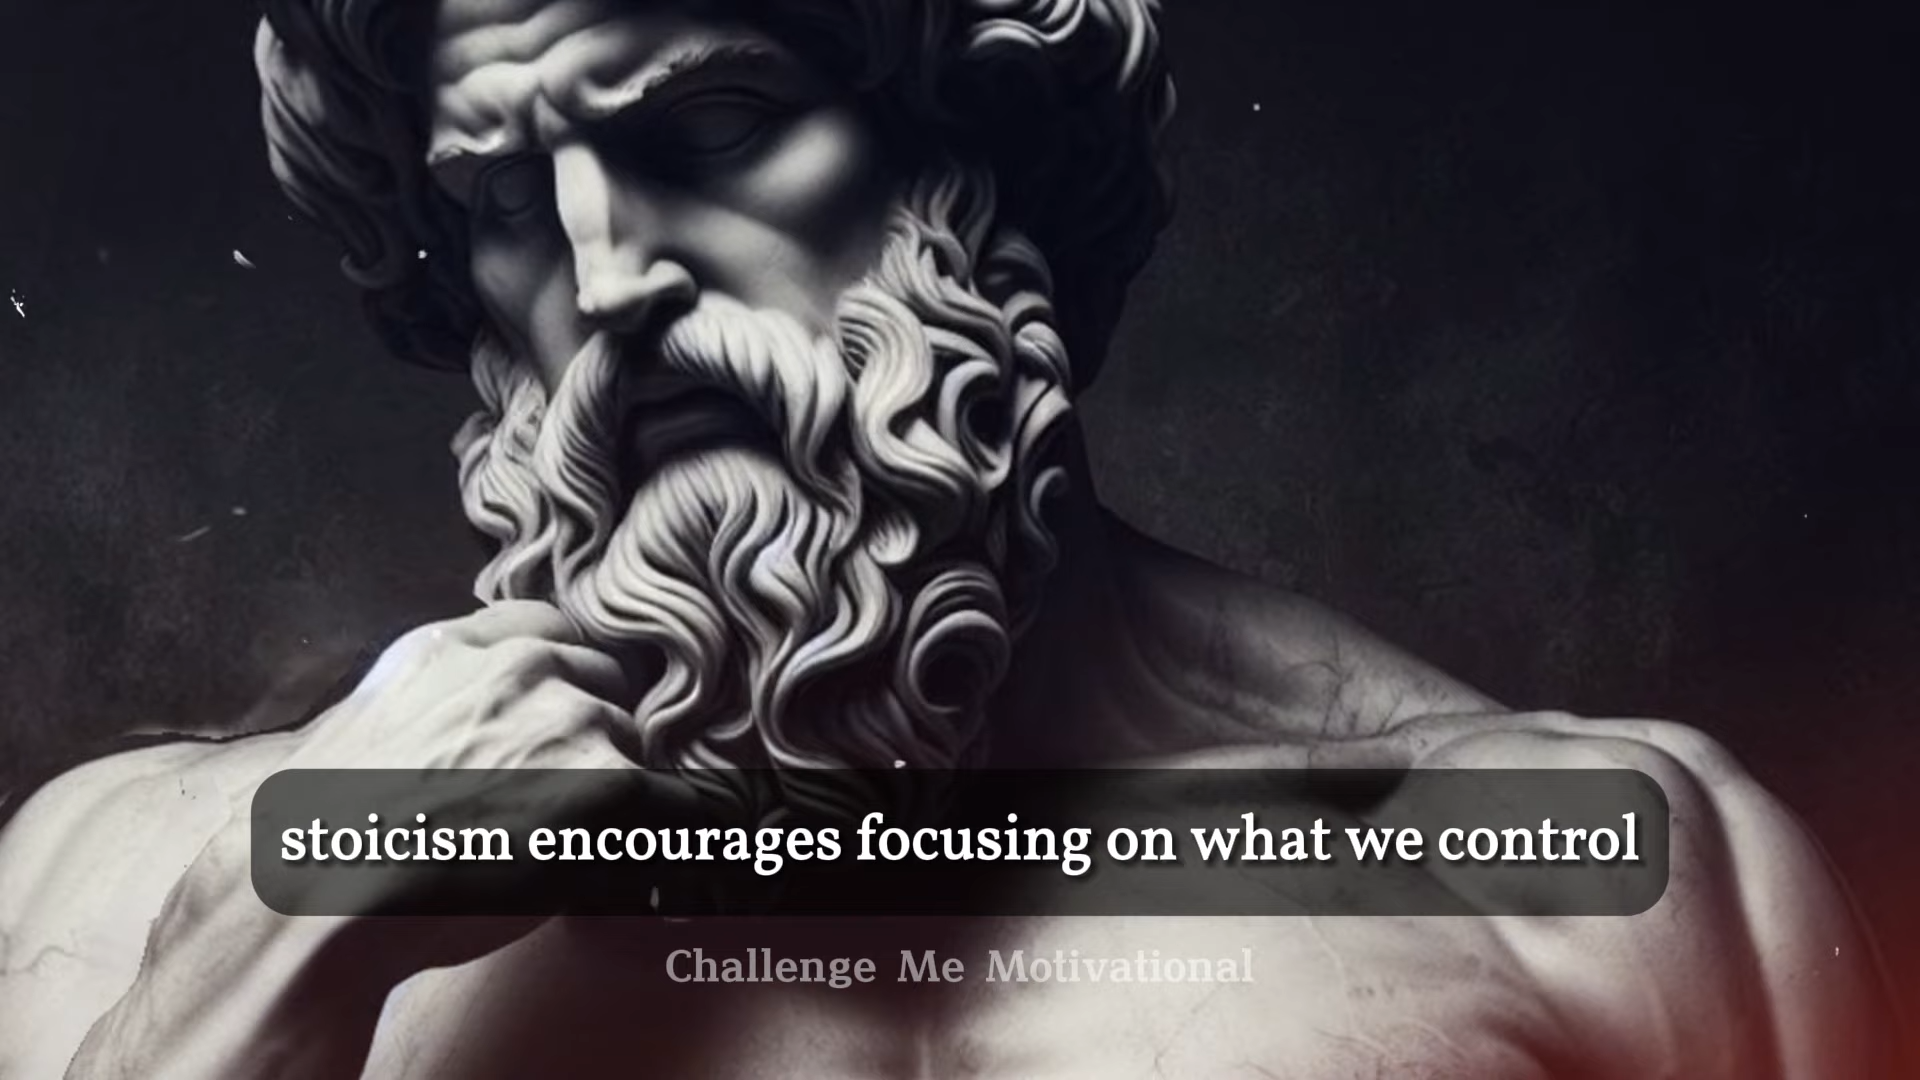 stoicism encourages focusing on what we control
Challenge Me Motivational